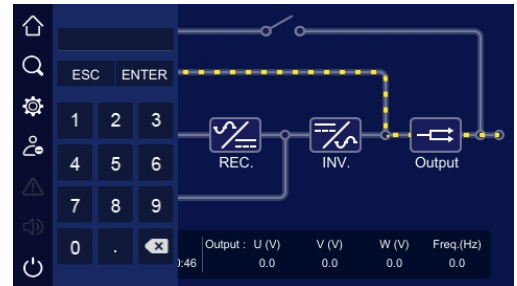 ESC ENTER
1 2 3
REC. INV. Output
4 5 6
7 8 9
0 .
Output : U (V) V (V) W (V) Freq.(Hz)
:46 0.0 0.0 0.0 0.0